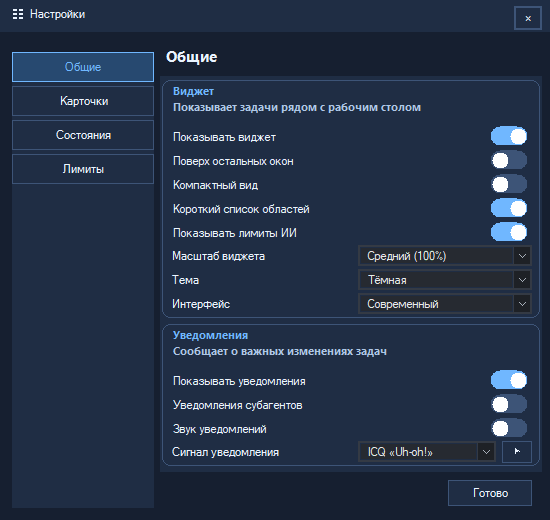 Настройки
Общие
Карточки
Состояния
Лимиты
Общие
Виджет
Показывает задачи рядом с рабочим столом
Показывать виджет
Поверх остальных окон
Компактный вид
Короткий список областей
Показывать лимиты ИИ
Масштаб виджета Средний (100%)
Тема Тёмная
Интерфейс Современный
Уведомления
Сообщает о важных изменениях задач
Показывать уведомления
Уведомления субагентов
Звук уведомлений
Сигнал уведомления ICQ «Uh-oh!»
Готово